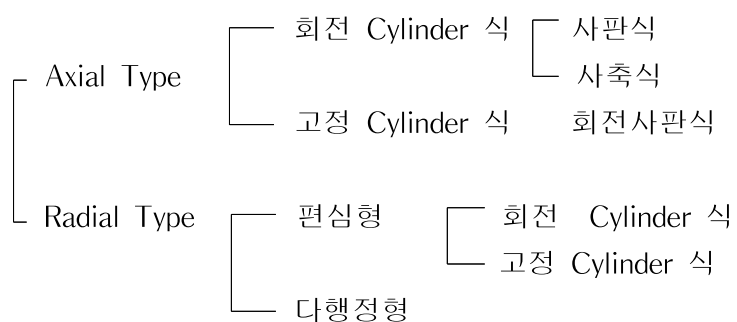 회전 Cylinder 식 사판식
Axial Type
사축식
고정 Cylinder 식 회전사판식
Radial Type 편심형 회전 Cylinder 식
고정 Cylinder 식
다행정형